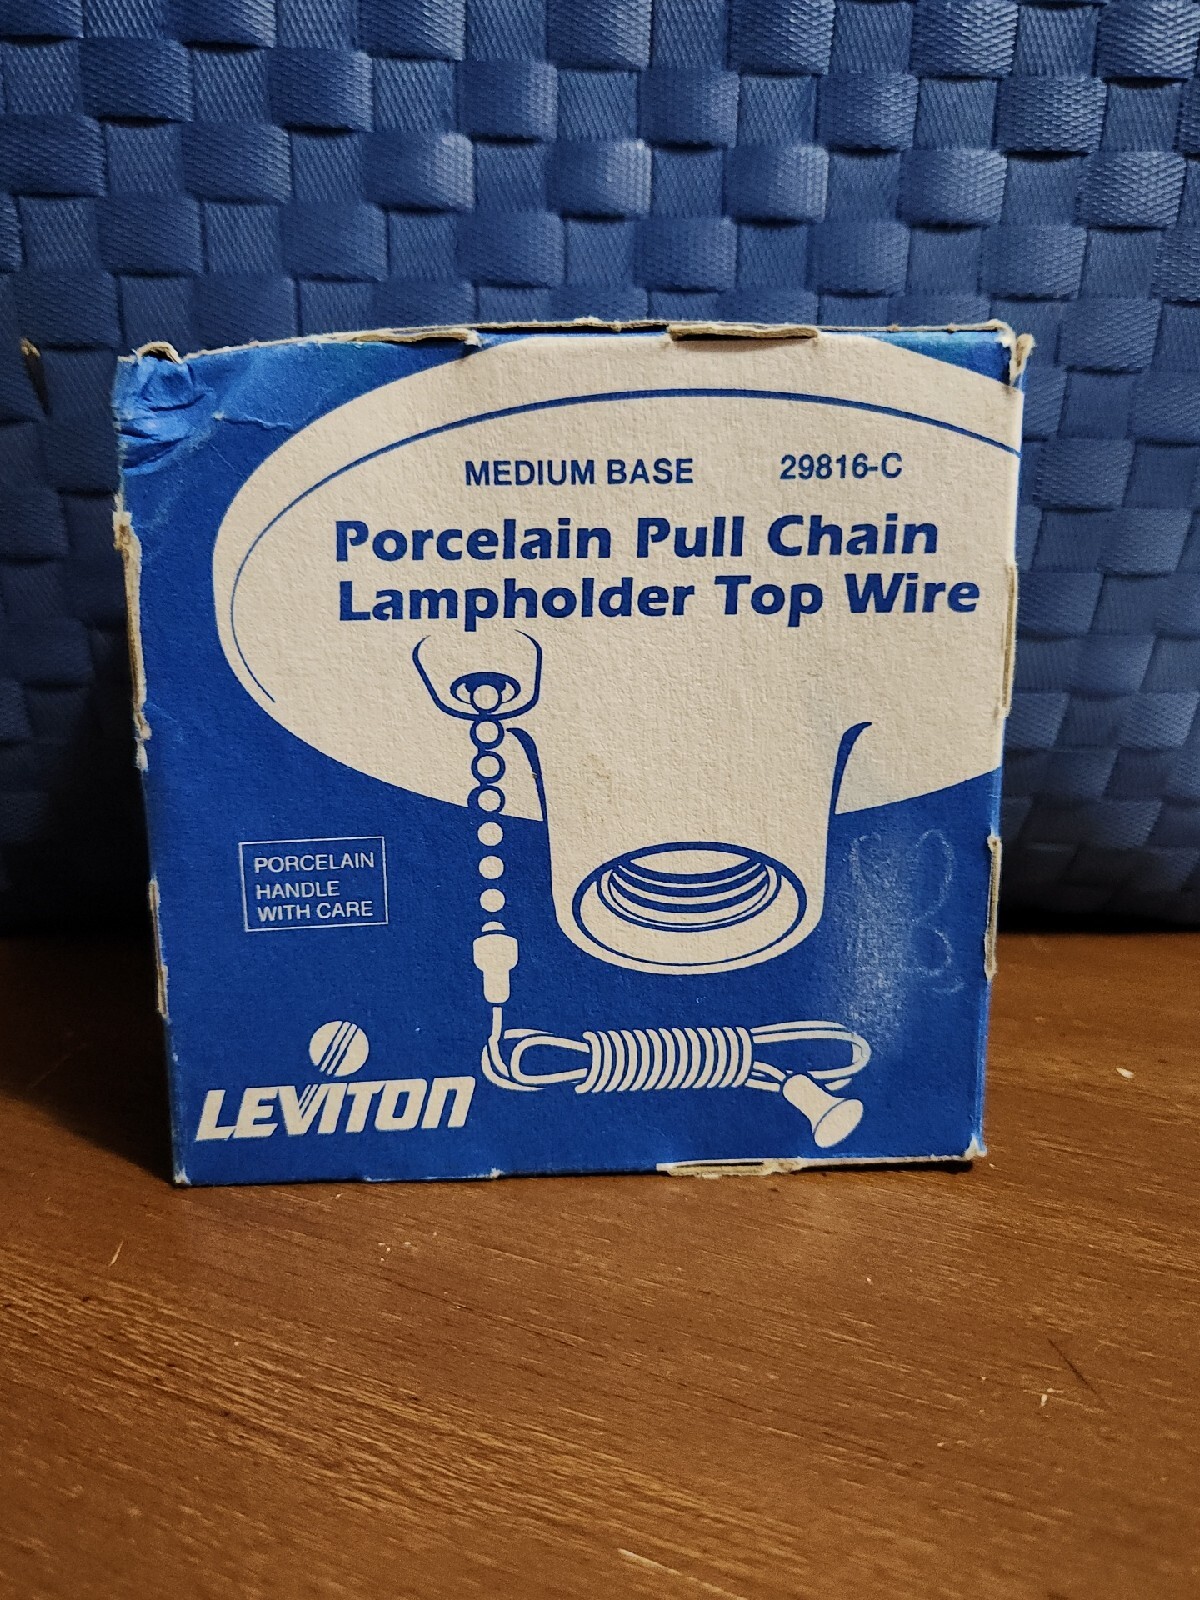 MEDIUM BASE 29816-C
Porcelain Pull Chain
Lampholder Top Wire
PORCELAIN
HANDLE
WITH CARE
LEVITON